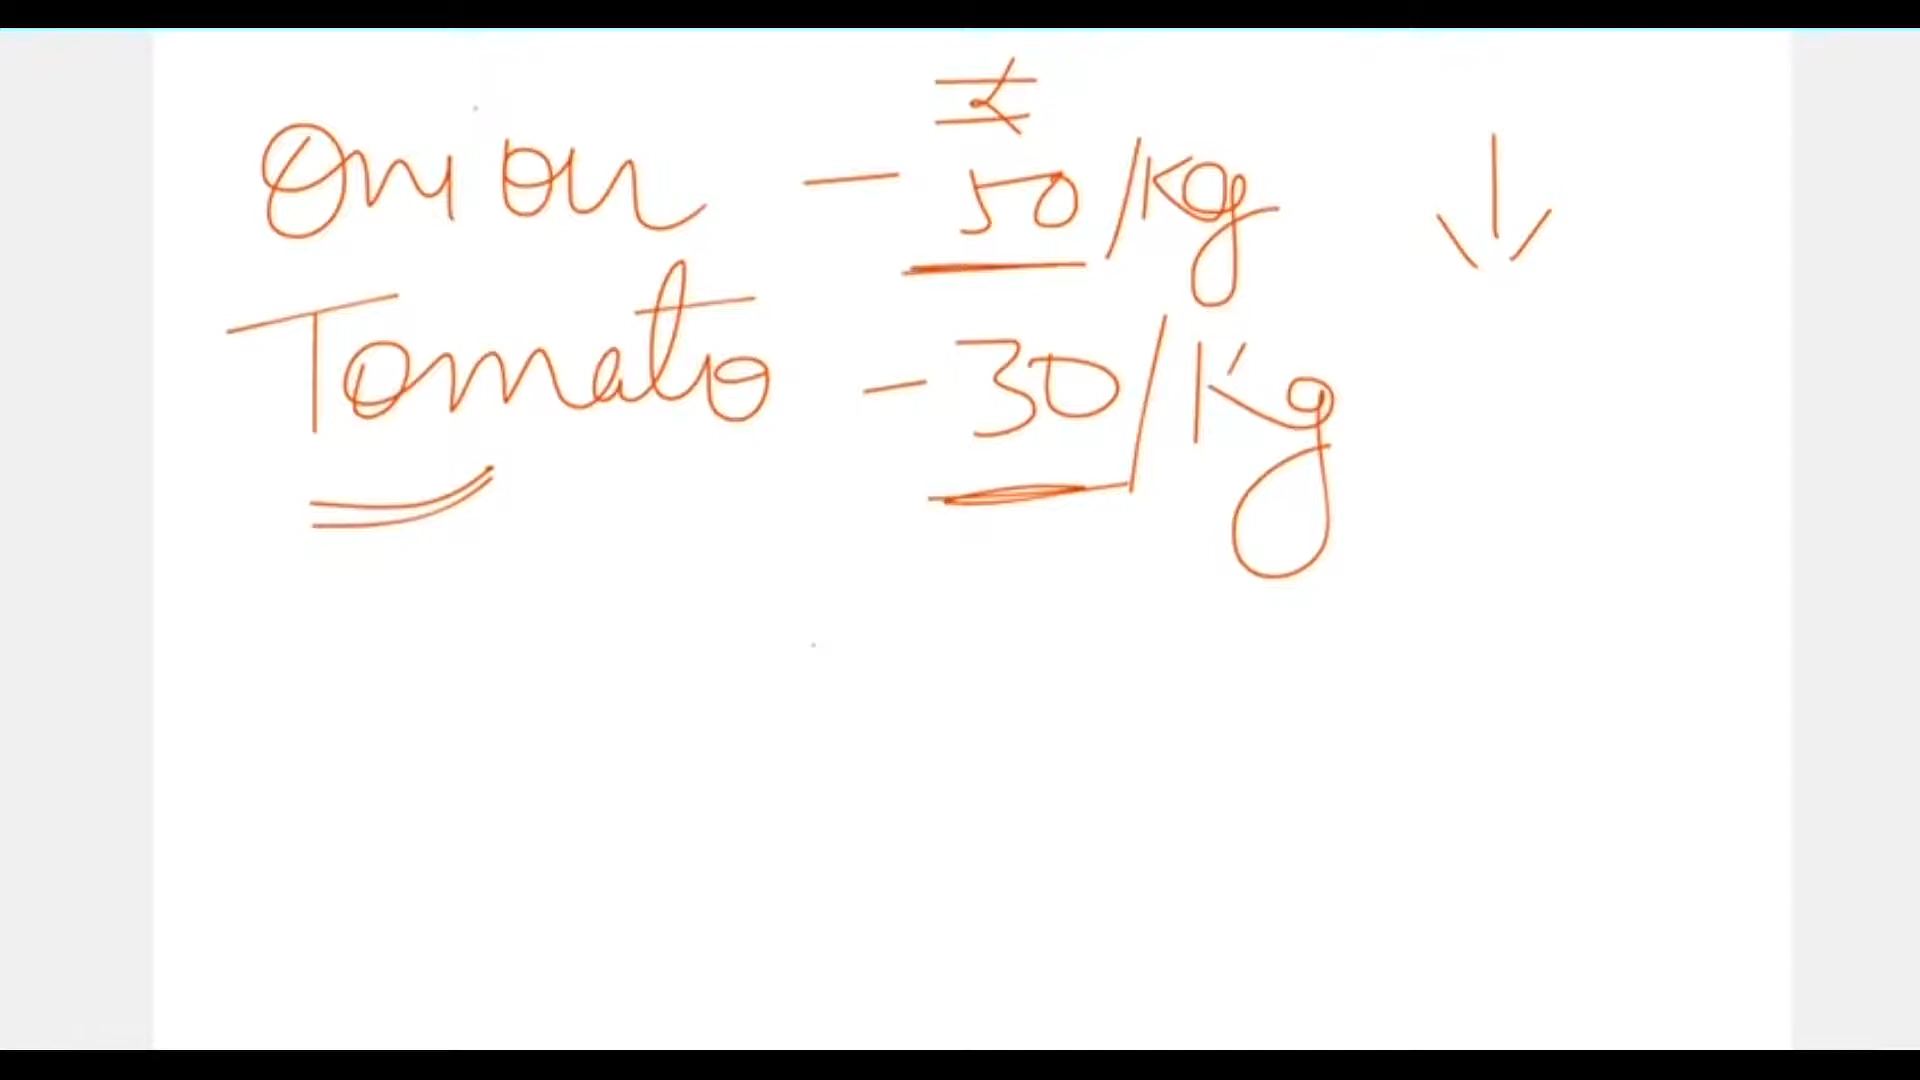 ₹
Onion - 50/Kg ↓
Tomato - 30/Kg